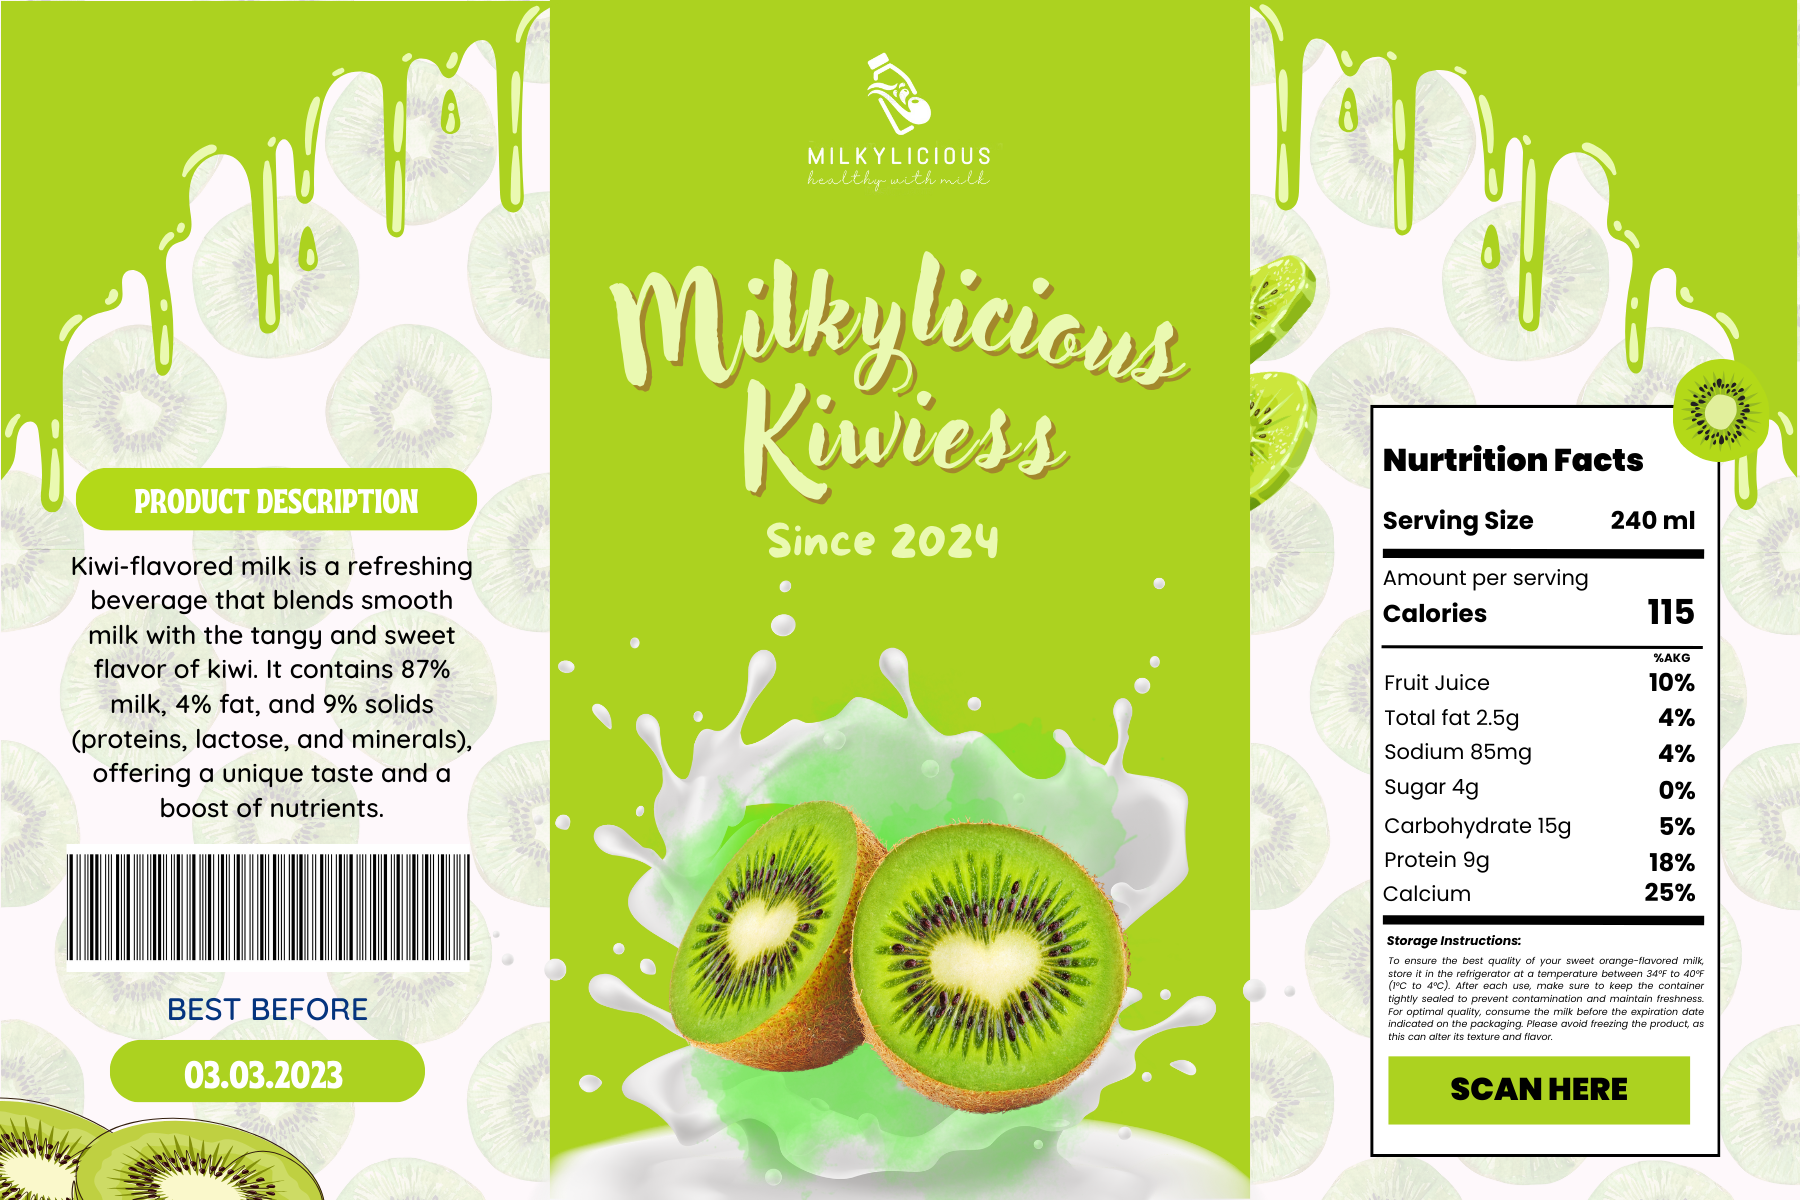 PRODUCT DESCRIPTION
Kiwi-flavored milk is a refreshing
beverage that blends smooth
milk with the tangy and sweet
flavor of kiwi. It contains 87%
milk, 4% fat, and 9% solids
(proteins, lactose, and minerals),
offering a unique taste and a
boost of nutrients.
BEST BEFORE
03.03.2023
MILKYLICIOUS
healthy with milk
Milkylicious
Kiwiess
Since 2024
Nurtrition Facts
Serving Size 240 ml
Amount per serving
Calories 115
%AKG
Fruit Juice 10%
Total fat 2.5g 4%
Sodium 85mg 4%
Sugar 4g 0%
Carbohydrate 15g 5%
Protein 9g 18%
Calcium 25%
Storage Instructions:
To ensure the best quality of your sweet orange-flavored milk,
store it in the refrigerator at a temperature between 34°F to 40°F
(1°C to 4°C). After each use, make sure to keep the container
tightly sealed to prevent contamination and maintain freshness.
For optimal quality, consume the milk before the expiration date
indicated on the packaging. Please avoid freezing the product, as
this can alter its texture and flavor.
SCAN HERE